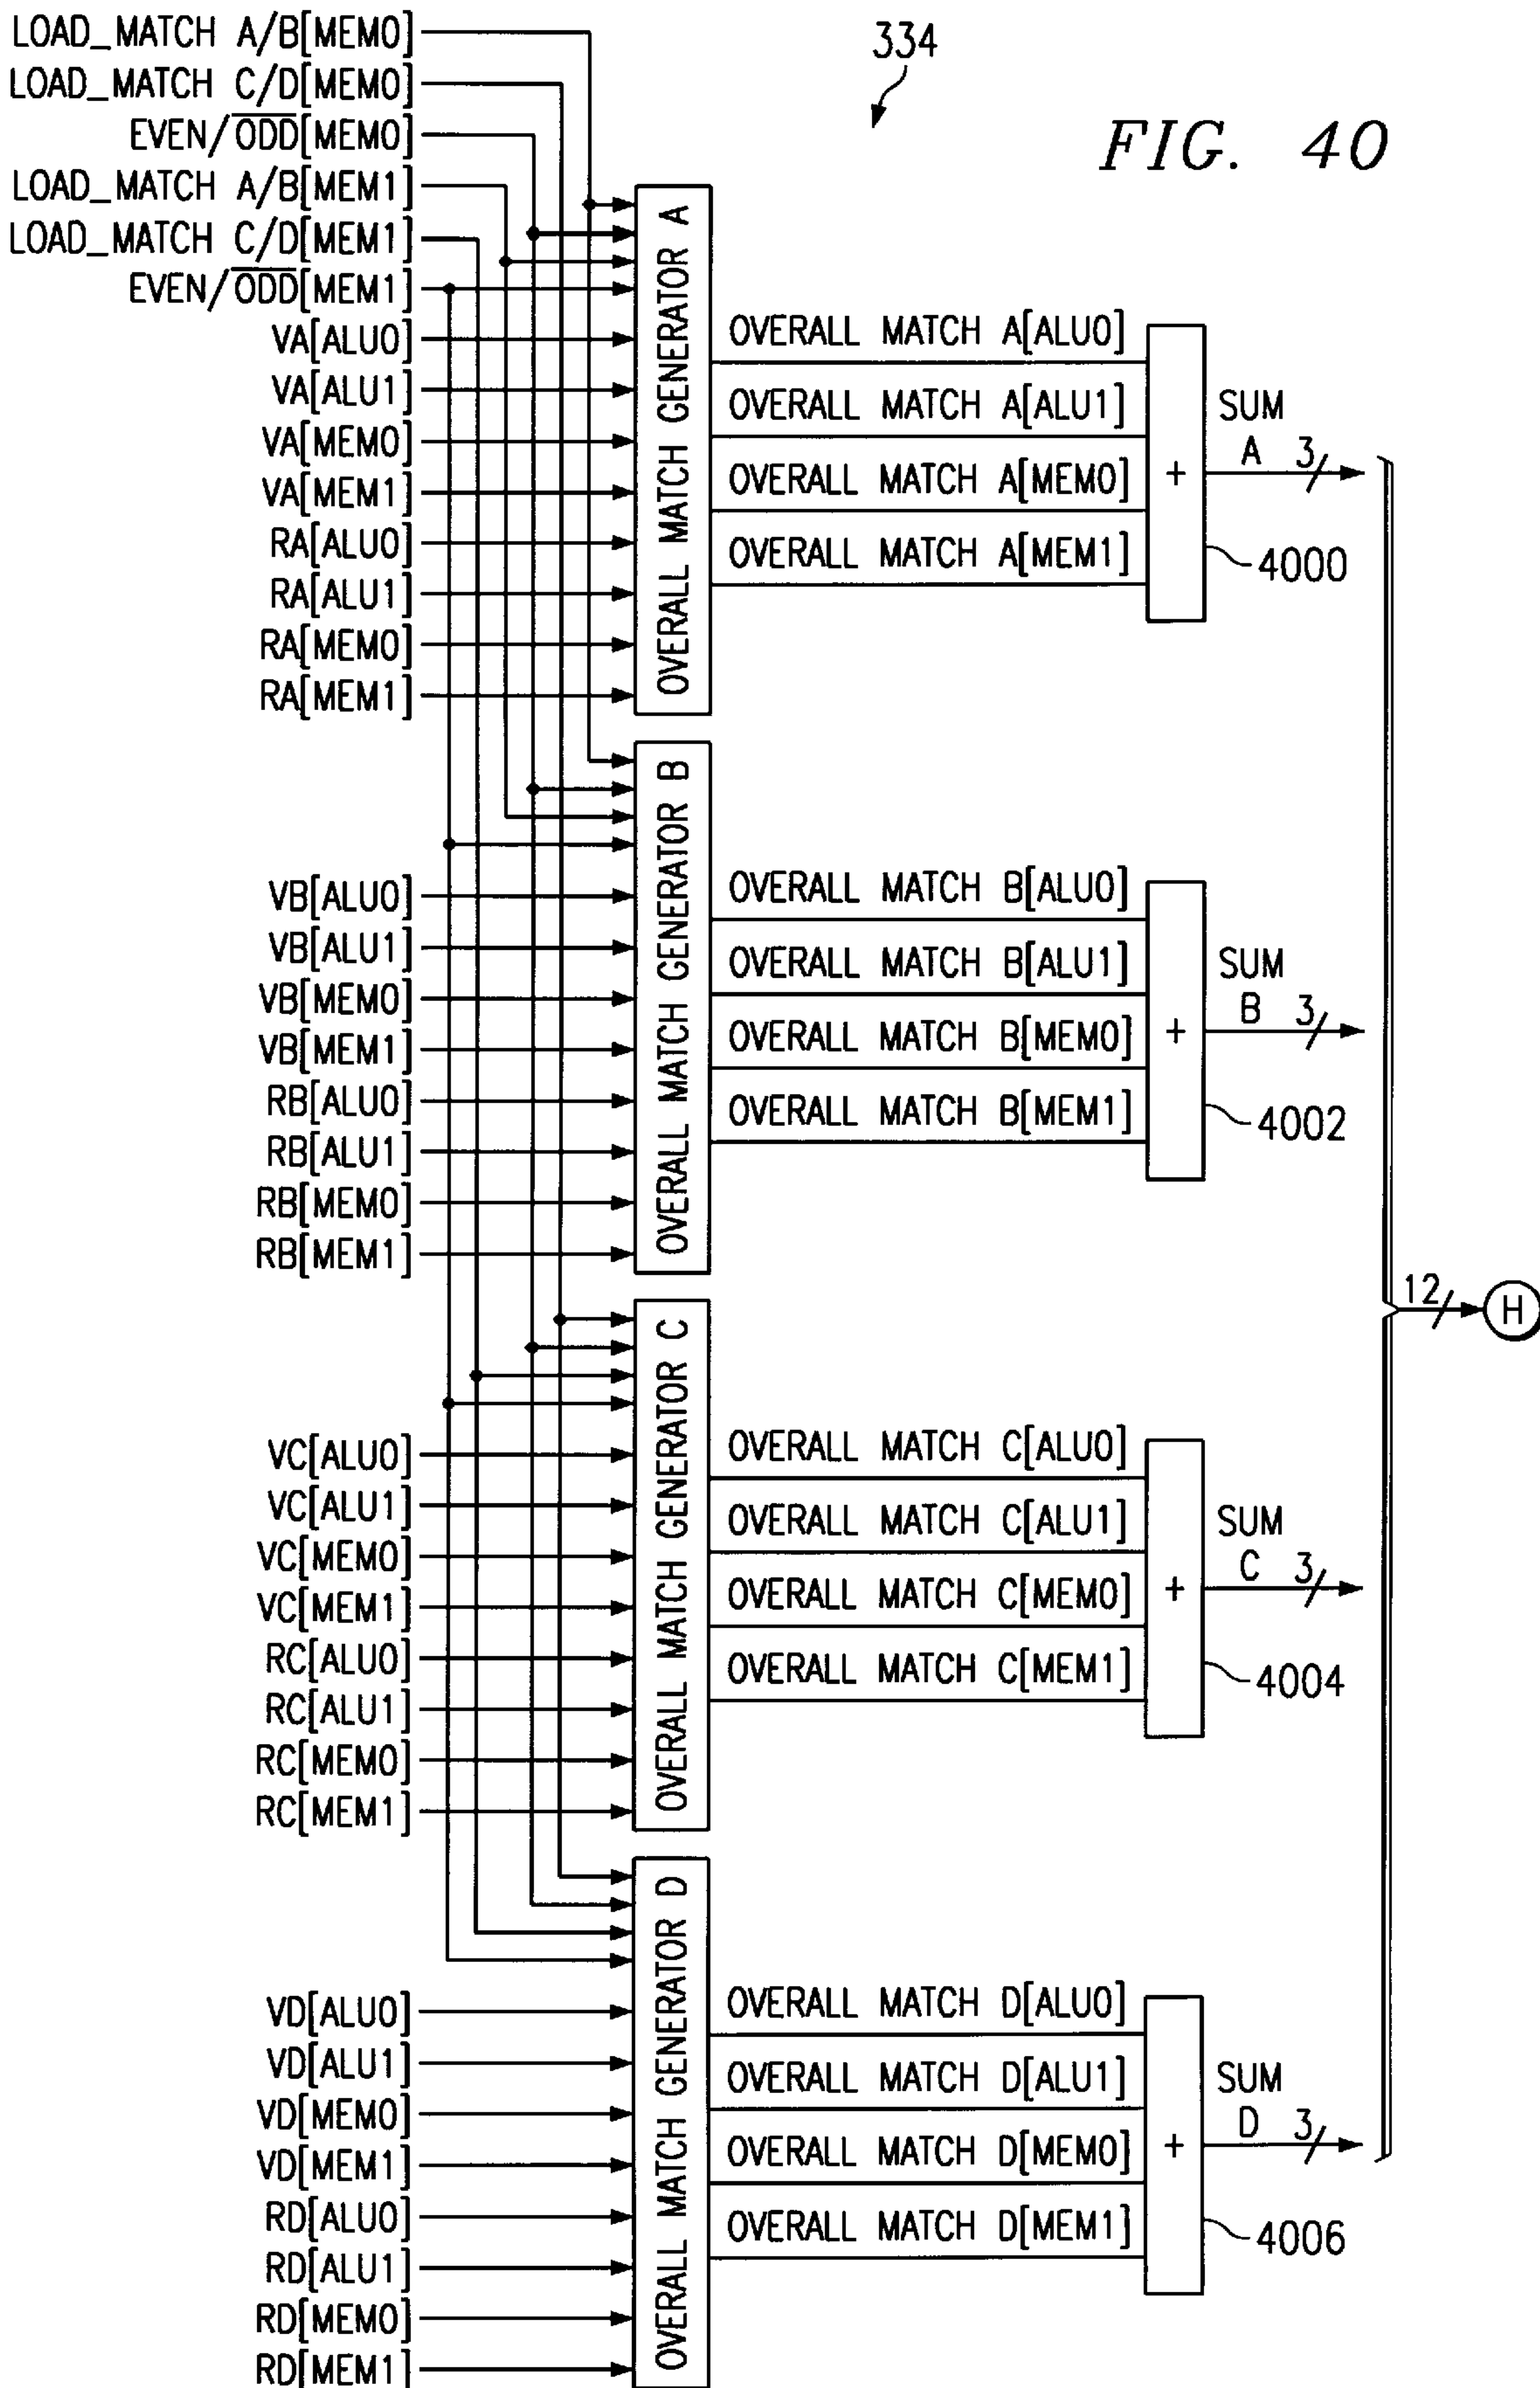 334
FIG. 40
LOAD_MATCH A/B[MEM0]
LOAD_MATCH C/D[MEM0]
EVEN/O̅D̅D̅[MEM0]
LOAD_MATCH A/B[MEM1]
LOAD_MATCH C/D[MEM1]
EVEN/O̅D̅D̅[MEM1]
VA[ALU0]
VA[ALU1]
VA[MEM0]
VA[MEM1]
RA[ALU0]
RA[ALU1]
RA[MEM0]
RA[MEM1]
OVERALL MATCH GENERATOR A
OVERALL MATCH A[ALU0]
OVERALL MATCH A[ALU1]
OVERALL MATCH A[MEM0]
OVERALL MATCH A[MEM1]
+
SUM
A 3
4000
VB[ALU0]
VB[ALU1]
VB[MEM0]
VB[MEM1]
RB[ALU0]
RB[ALU1]
RB[MEM0]
RB[MEM1]
OVERALL MATCH GENERATOR B
OVERALL MATCH B[ALU0]
OVERALL MATCH B[ALU1]
OVERALL MATCH B[MEM0]
OVERALL MATCH B[MEM1]
+
SUM
B 3
4002
12
H
VC[ALU0]
VC[ALU1]
VC[MEM0]
VC[MEM1]
RC[ALU0]
RC[ALU1]
RC[MEM0]
RC[MEM1]
OVERALL MATCH GENERATOR C
OVERALL MATCH C[ALU0]
OVERALL MATCH C[ALU1]
OVERALL MATCH C[MEM0]
OVERALL MATCH C[MEM1]
+
SUM
C 3
4004
VD[ALU0]
VD[ALU1]
VD[MEM0]
VD[MEM1]
RD[ALU0]
RD[ALU1]
RD[MEM0]
RD[MEM1]
OVERALL MATCH GENERATOR D
OVERALL MATCH D[ALU0]
OVERALL MATCH D[ALU1]
OVERALL MATCH D[MEM0]
OVERALL MATCH D[MEM1]
+
SUM
D 3
4006